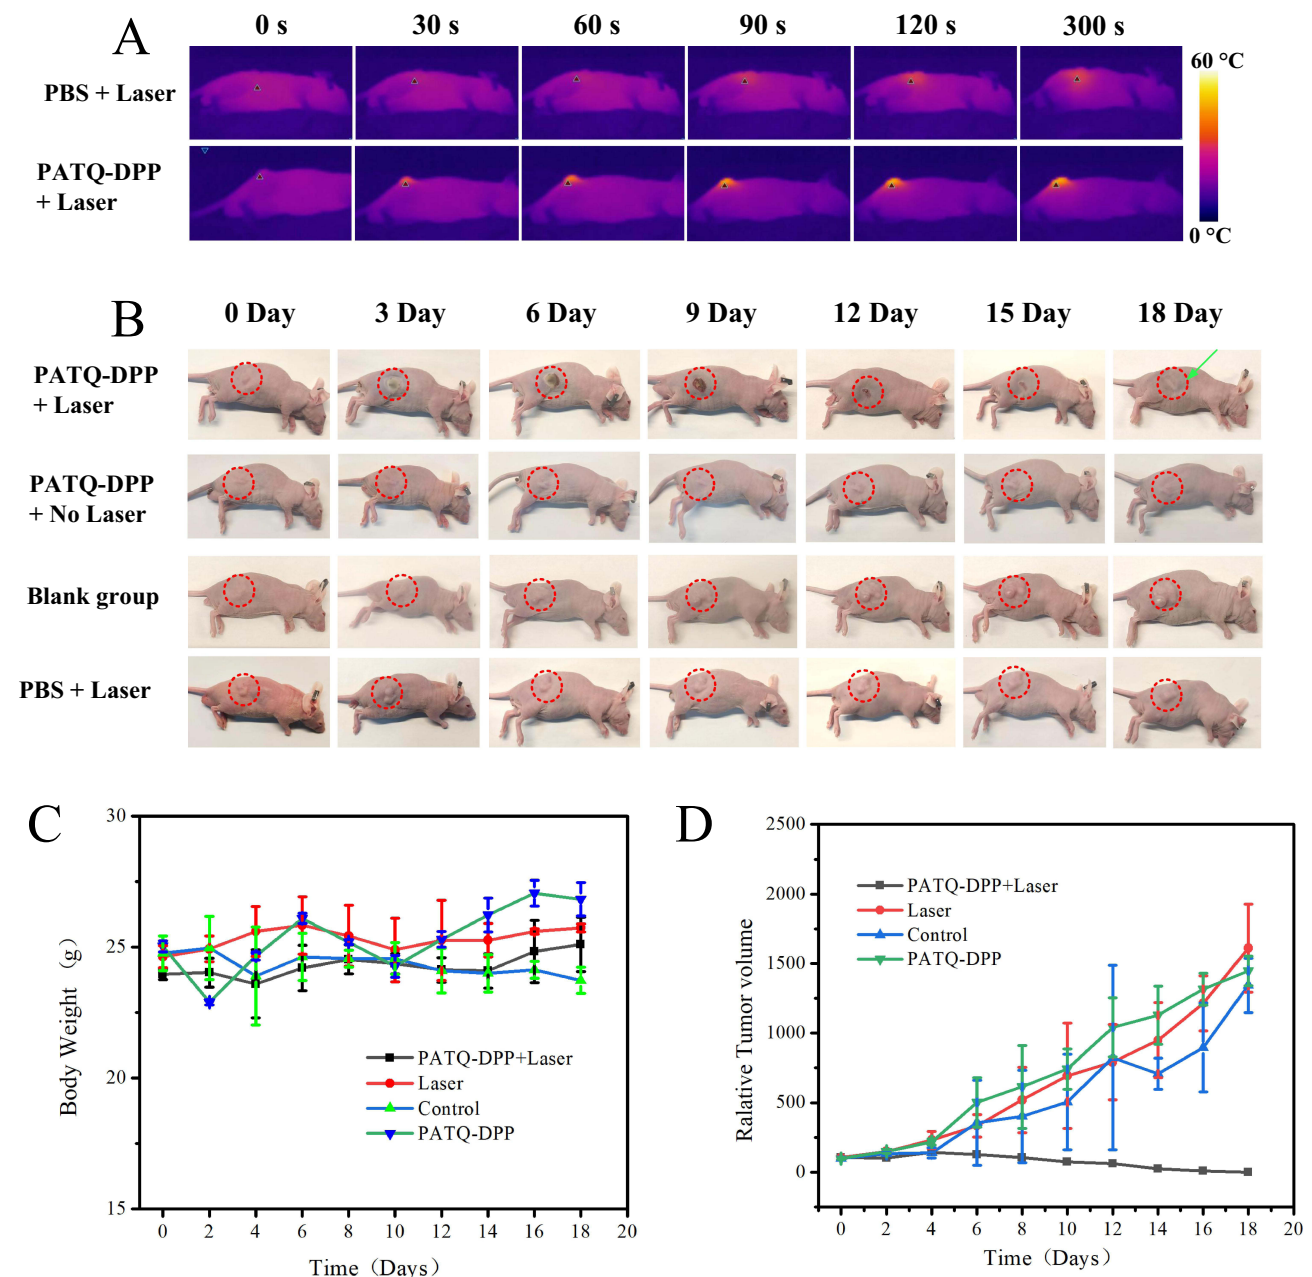 A
0 s 30 s 60 s 90 s 120 s 300 s
PBS + Laser
60 °C
PATQ-DPP
+ Laser
0 °C
B
0 Day 3 Day 6 Day 9 Day 12 Day 15 Day 18 Day
PATQ-DPP
+ Laser
PATQ-DPP
+ No Laser
Blank group
PBS + Laser
C
30
25
20
15
Body Weight (g)
PATQ-DPP+Laser
Laser
Control
PATQ-DPP
0 2 4 6 8 10 12 14 16 18 20
Time (Days)
D
2500
2000
1500
1000
500
0
Ralative Tumor volume
PATQ-DPP+Laser
Laser
Control
PATQ-DPP
0 2 4 6 8 10 12 14 16 18 20
Time (Days)